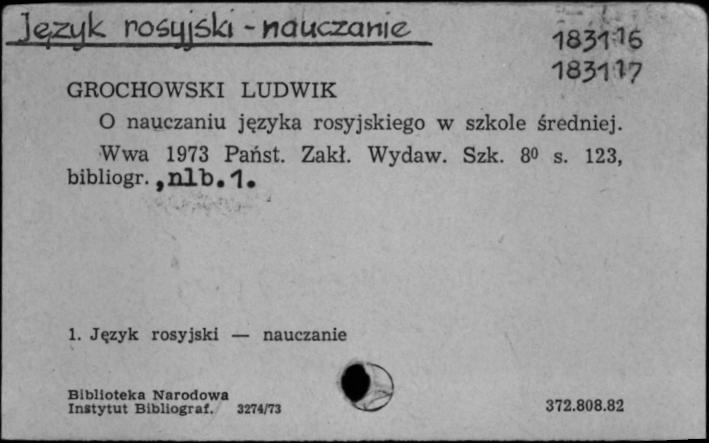 Język rosyjski - nauczanie
183116
183117
GROCHOWSKI LUDWIK
O nauczaniu języka rosyjskiego w szkole średniej.
Wwa 1973 Państ. Zakł. Wydaw. Szk. 8⁰ s. 123,
bibliogr. , nlb. 1.
1. Język rosyjski — nauczanie
Biblioteka Narodowa
Instytut Bibliograf. 3274/73
372.808.82